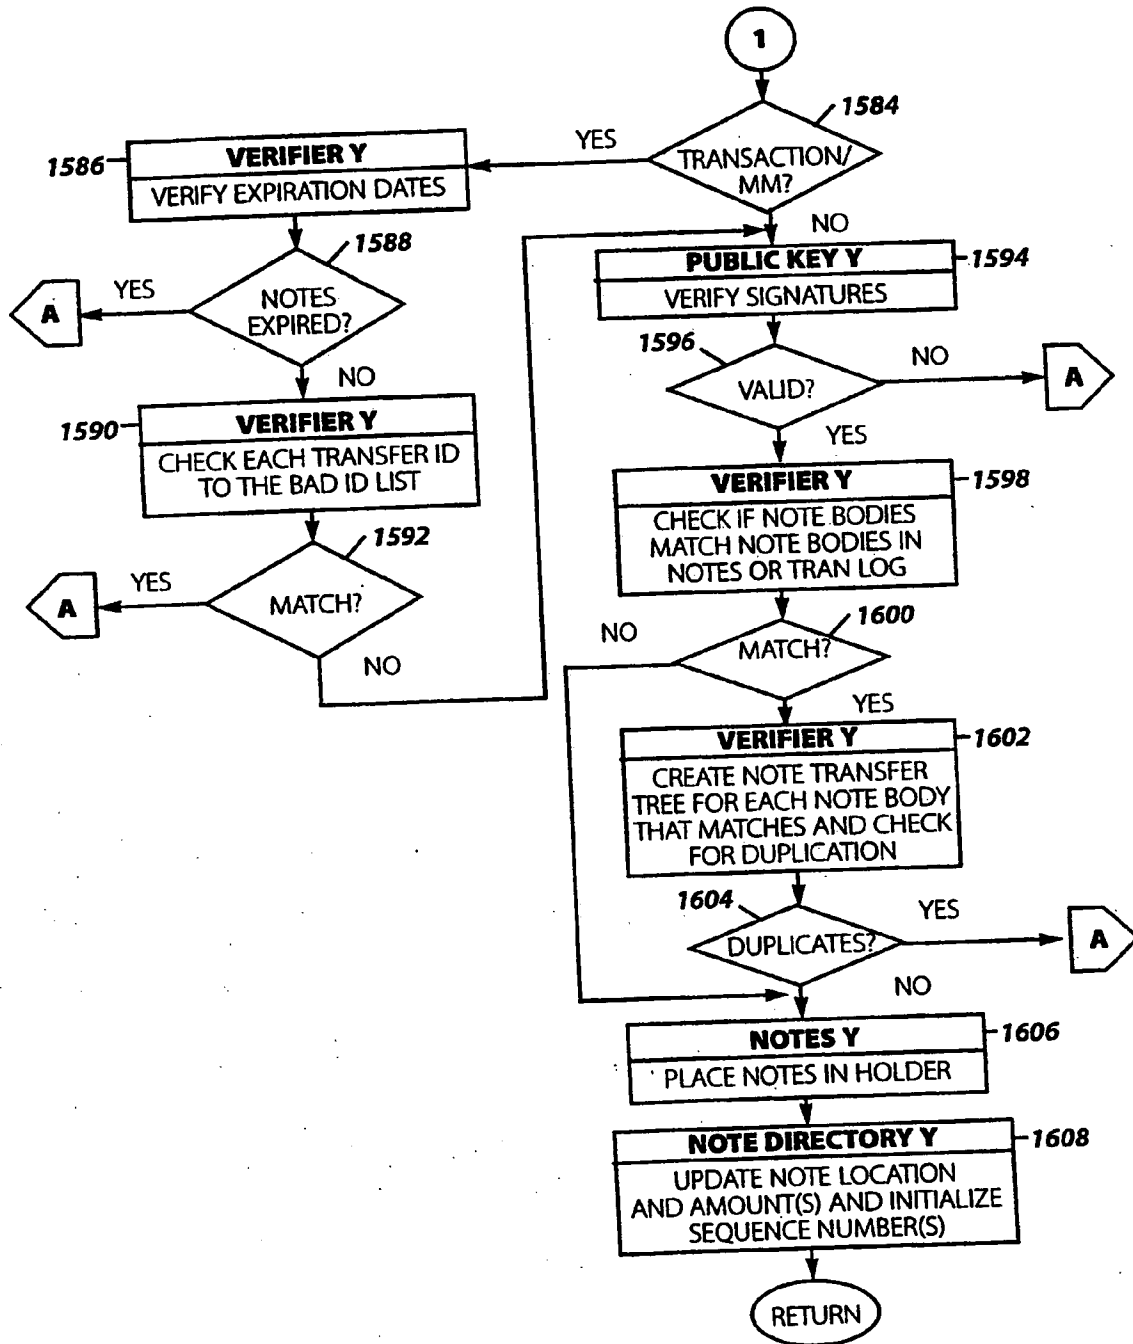 1
1584
TRANSACTION/
MM?
YES
NO
1586
VERIFIER Y
VERIFY EXPIRATION DATES
1588
NOTES
EXPIRED?
YES
A
NO
1590
VERIFIER Y
CHECK EACH TRANSFER ID
TO THE BAD ID LIST
1592
MATCH?
YES
A
NO
PUBLIC KEY Y
1594
VERIFY SIGNATURES
1596
VALID?
NO
A
YES
VERIFIER Y
1598
CHECK IF NOTE BODIES
MATCH NOTE BODIES IN
NOTES OR TRAN LOG
1600
MATCH?
NO
YES
VERIFIER Y
1602
CREATE NOTE TRANSFER
TREE FOR EACH NOTE BODY
THAT MATCHES AND CHECK
FOR DUPLICATION
1604
DUPLICATES?
YES
A
NO
NOTES Y
1606
PLACE NOTES IN HOLDER
NOTE DIRECTORY Y
1608
UPDATE NOTE LOCATION
AND AMOUNT(S) AND INITIALIZE
SEQUENCE NUMBER(S)
RETURN